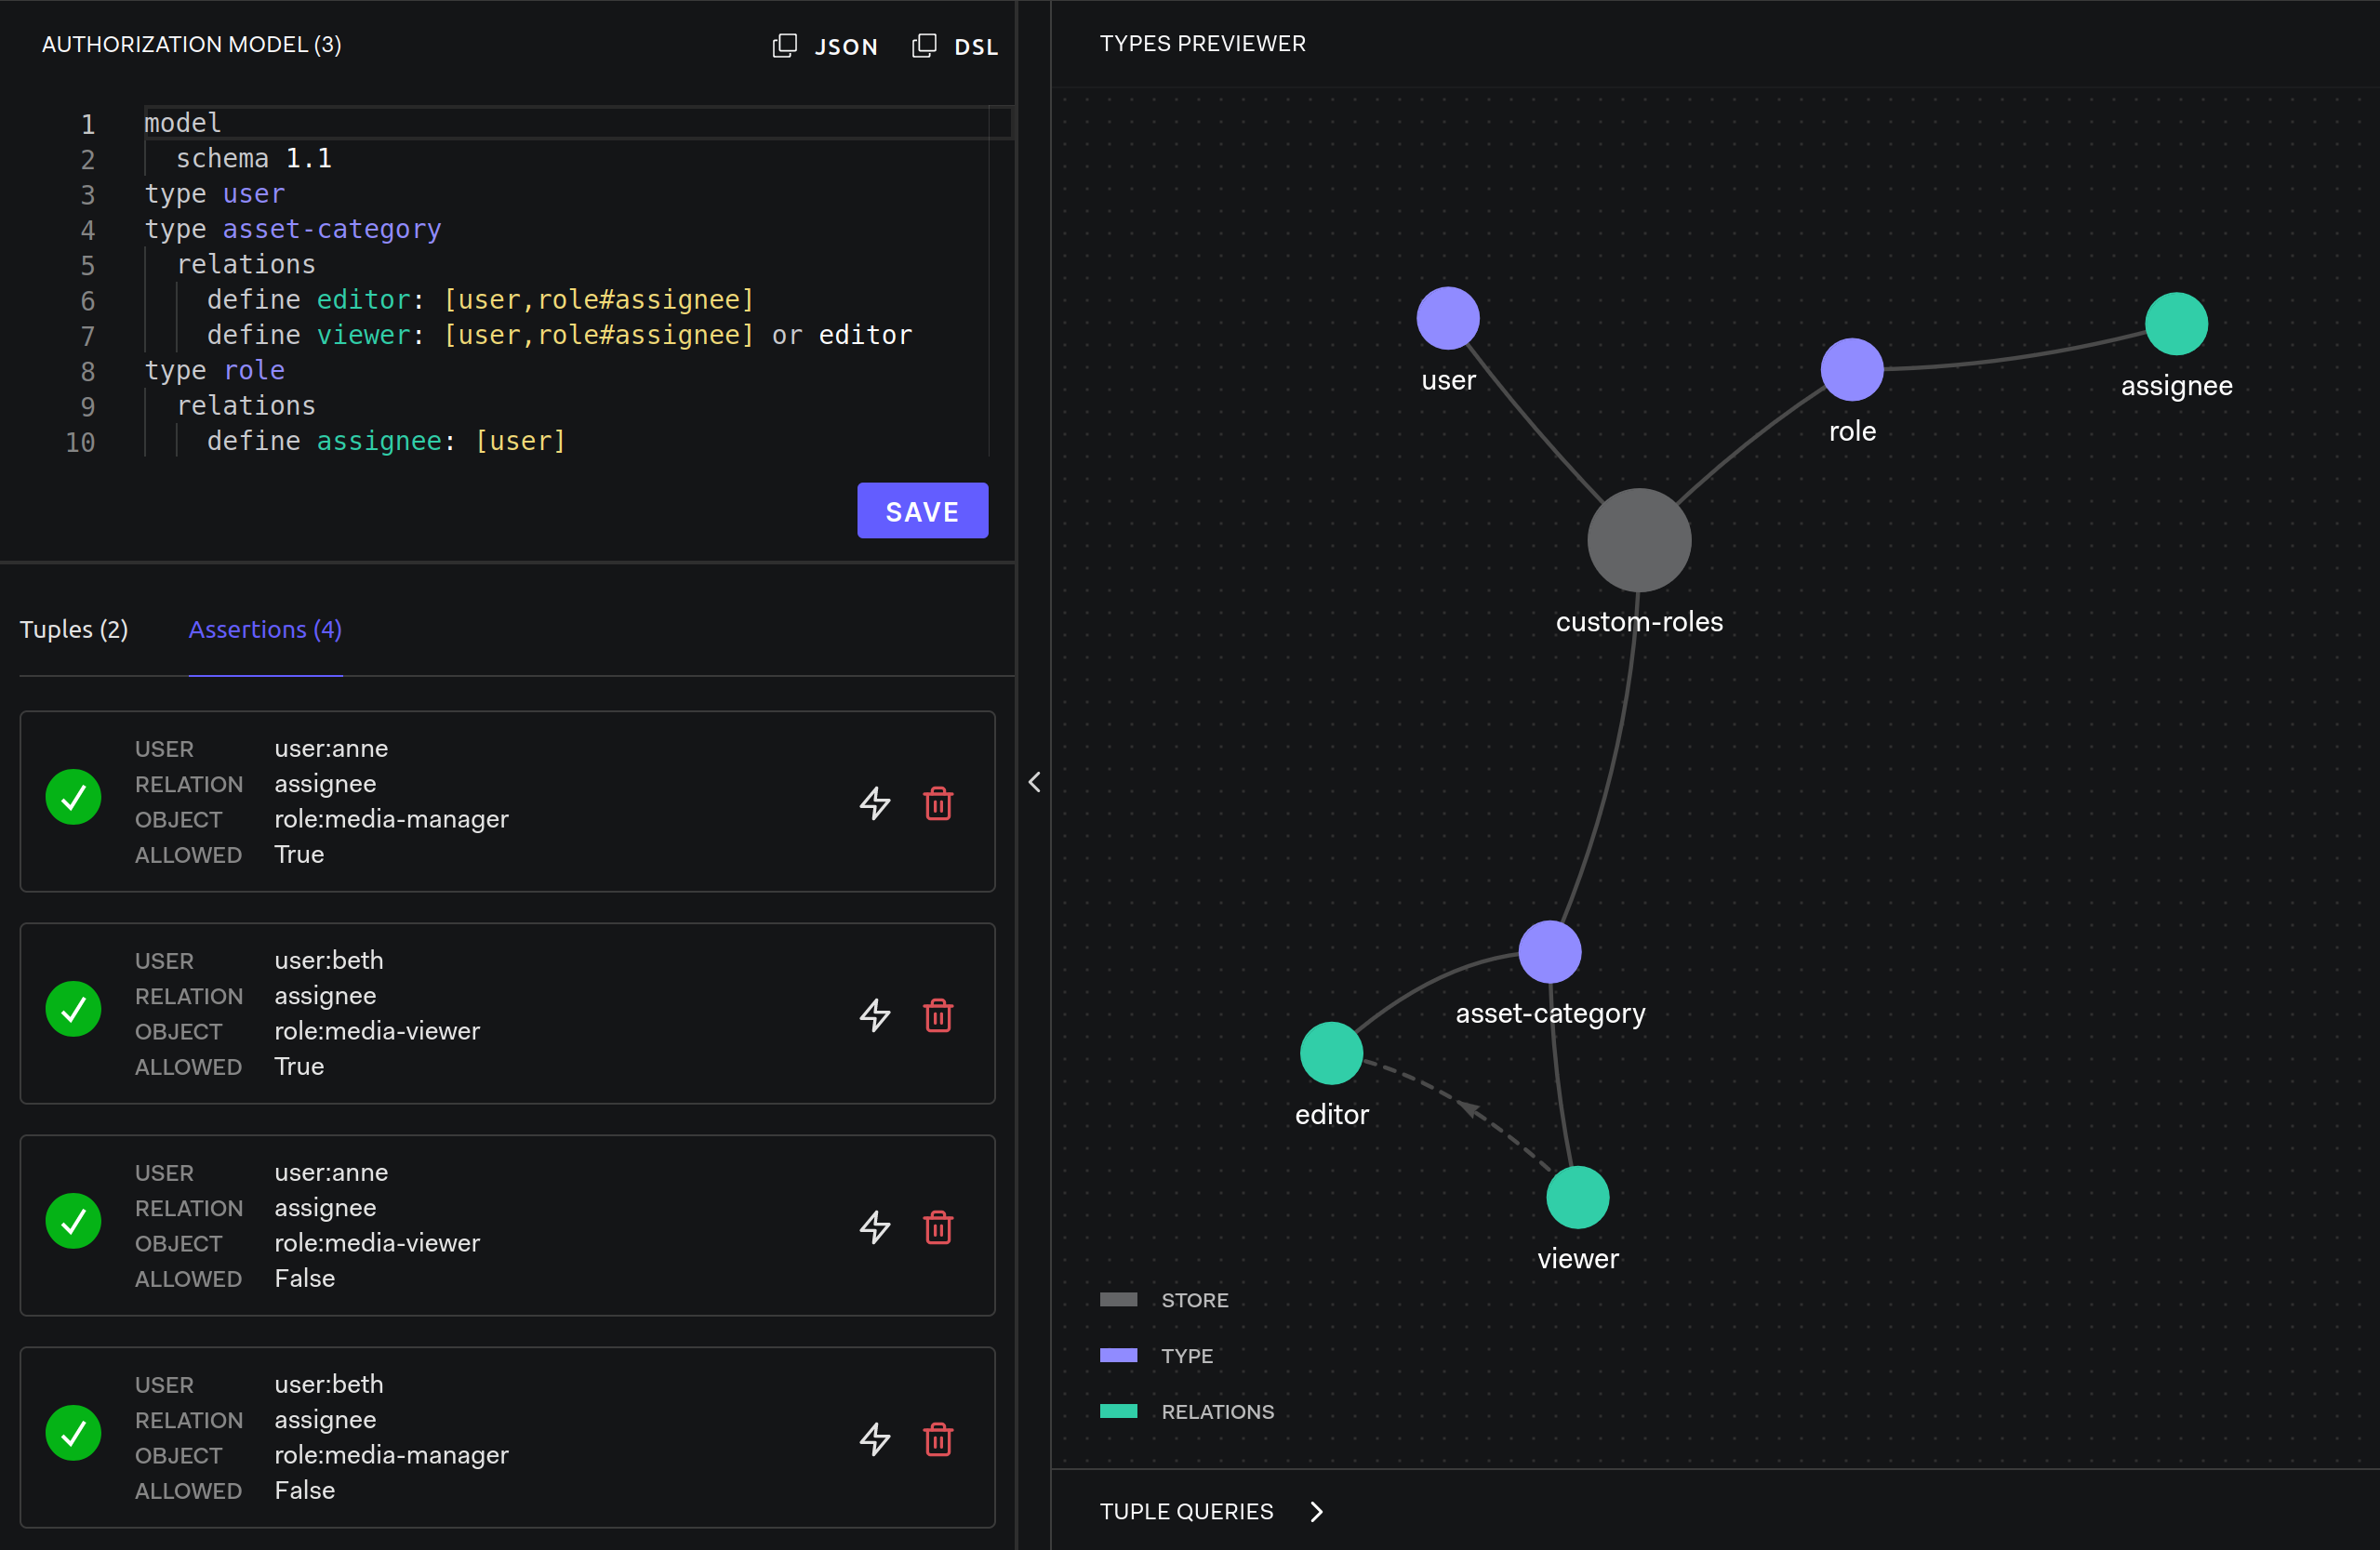 AUTHORIZATION MODEL (3)
JSON
DSL
1 model
2 schema 1.1
3 type user
4 type asset-category
5 relations
6 define editor: [user,role#assignee]
7 define viewer: [user,role#assignee] or editor
8 type role
9 relations
10 define assignee: [user]
SAVE
Tuples (2)
Assertions (4)
USER user:anne
RELATION assignee
OBJECT role:media-manager
ALLOWED True
USER user:beth
RELATION assignee
OBJECT role:media-viewer
ALLOWED True
USER user:anne
RELATION assignee
OBJECT role:media-viewer
ALLOWED False
USER user:beth
RELATION assignee
OBJECT role:media-manager
ALLOWED False
TYPES PREVIEWER
user
assignee
role
custom-roles
asset-category
editor
viewer
STORE
TYPE
RELATIONS
TUPLE QUERIES